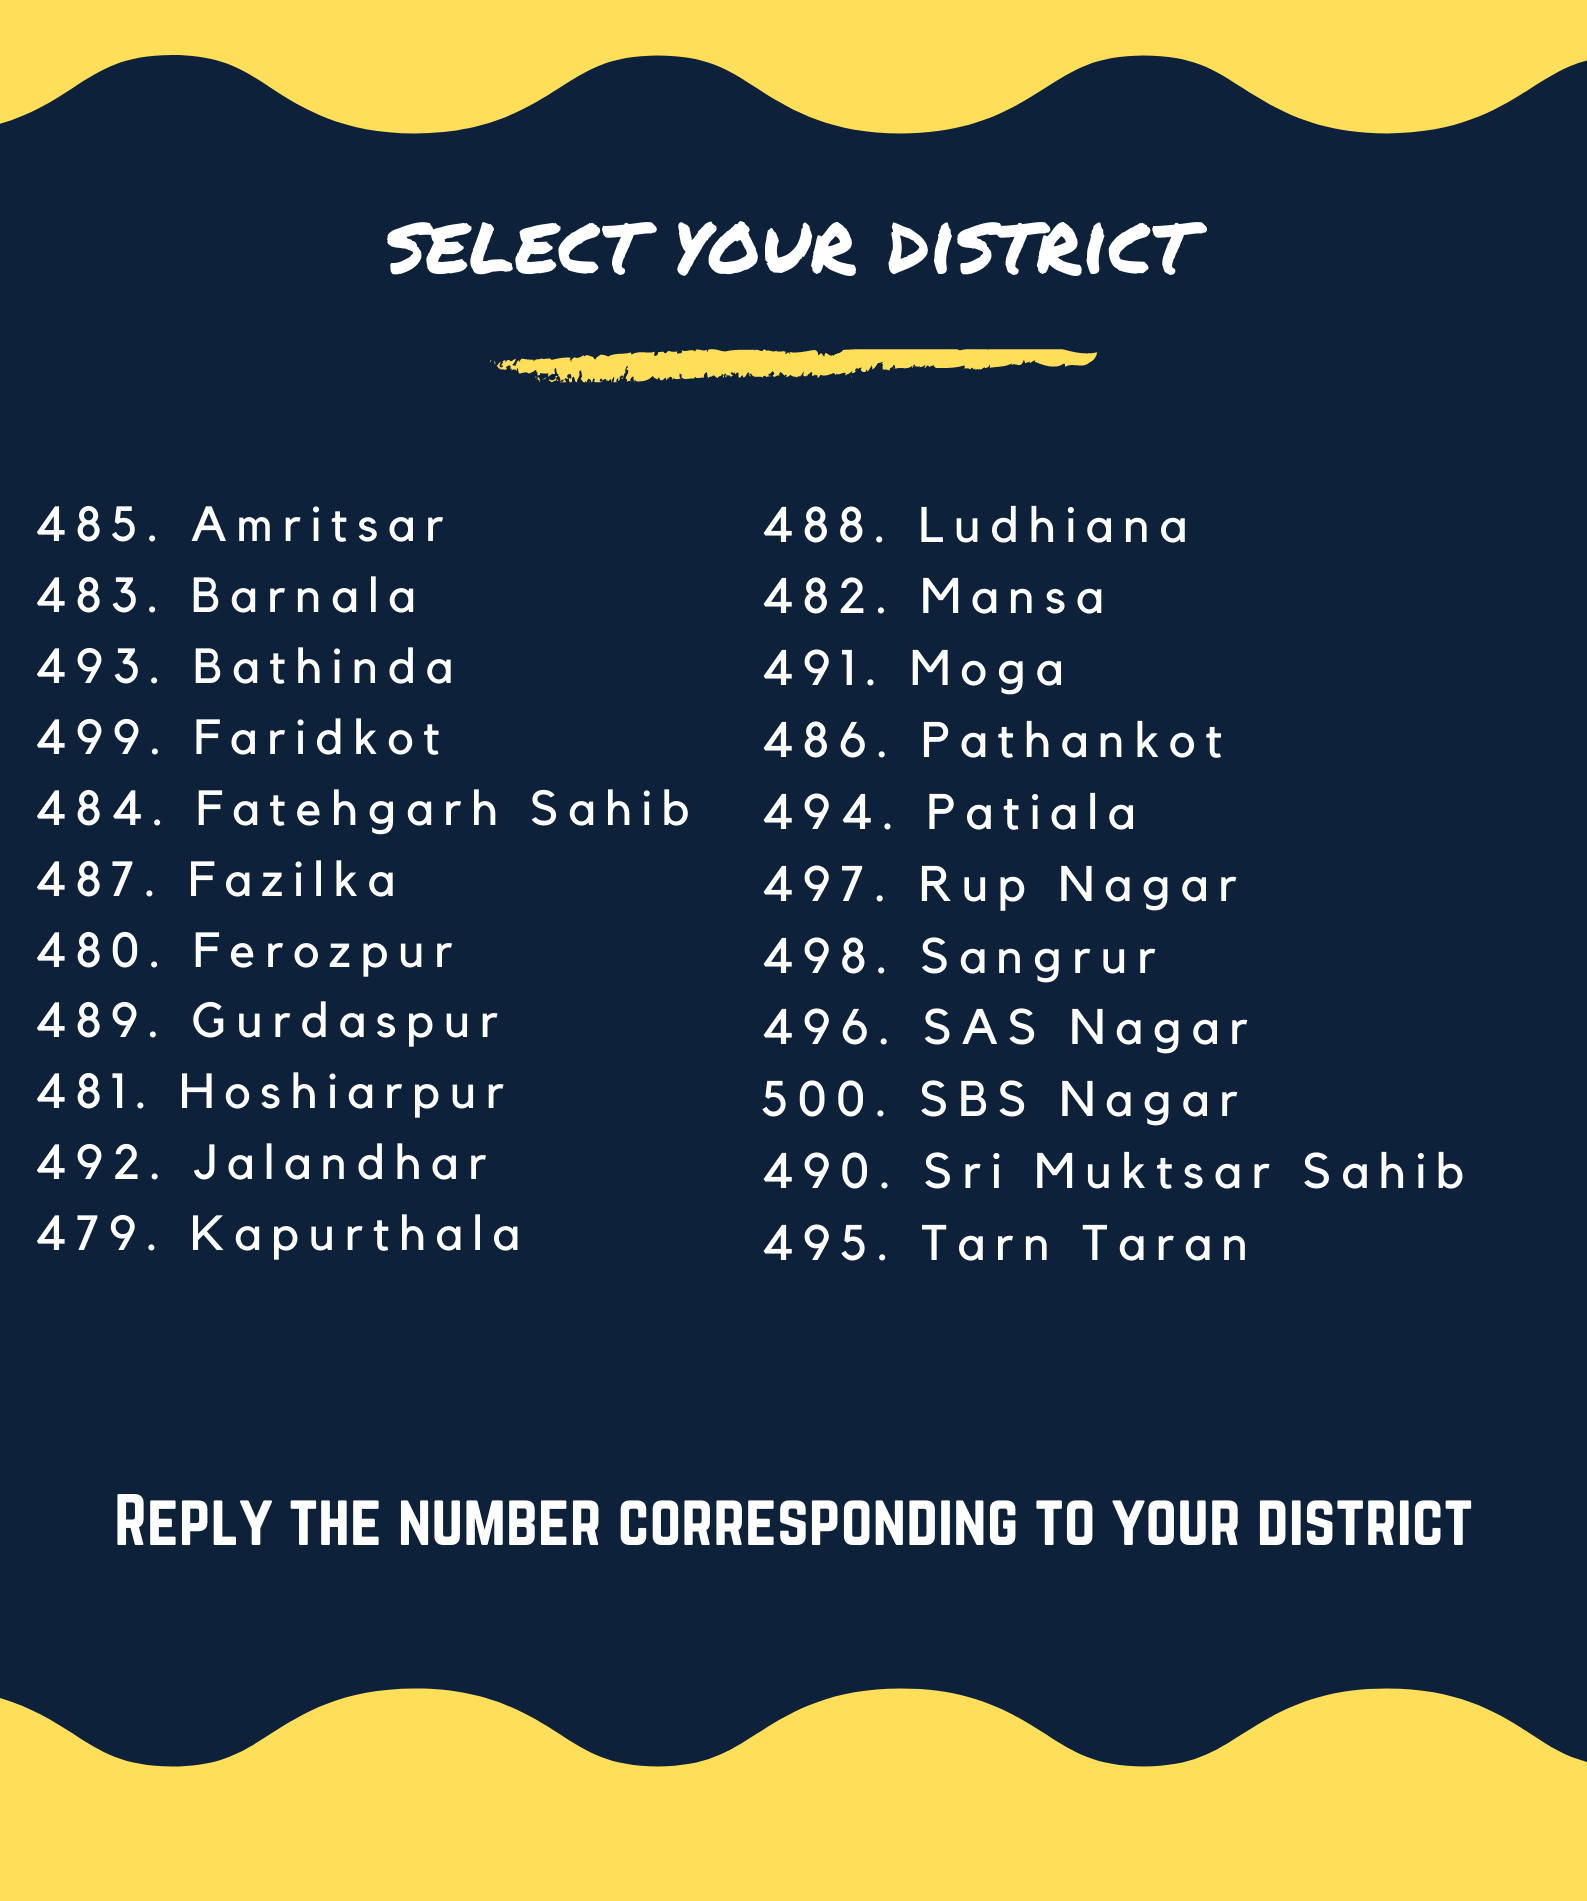 SELECT YOUR DISTRICT
485. Amritsar
483. Barnala
493. Bathinda
499. Faridkot
484. Fatehgarh Sahib
487. Fazilka
480. Ferozpur
489. Gurdaspur
481. Hoshiarpur
492. Jalandhar
479. Kapurthala
488. Ludhiana
482. Mansa
491. Moga
486. Pathankot
494. Patiala
497. Rup Nagar
498. Sangrur
496. SAS Nagar
500. SBS Nagar
490. Sri Muktsar Sahib
495. Tarn Taran
REPLY THE NUMBER CORRESPONDING TO YOUR DISTRICT